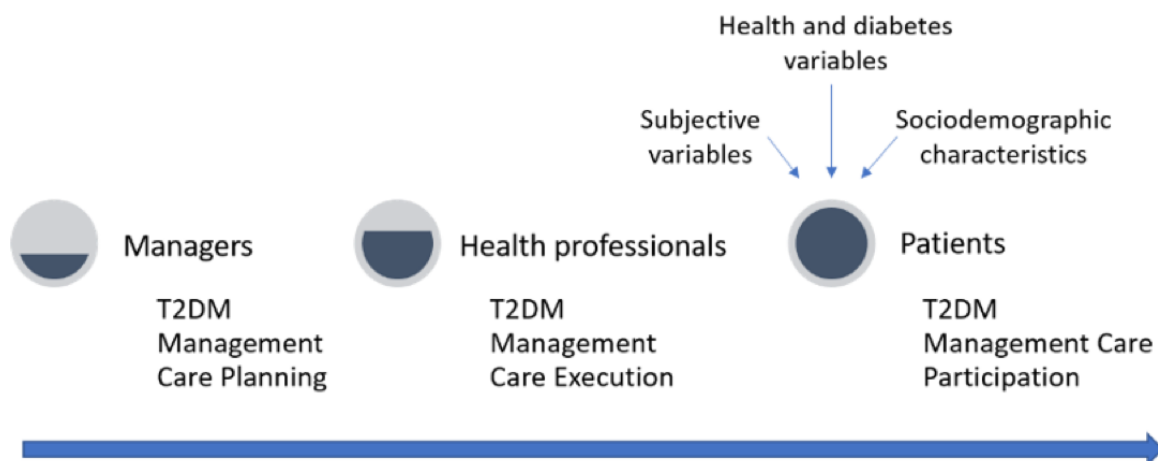 Health and diabetes
variables
Subjective
variables
Sociodemographic
characteristics
Managers
T2DM
Management
Care Planning
Health professionals
T2DM
Management
Care Execution
Patients
T2DM
Management Care
Participation